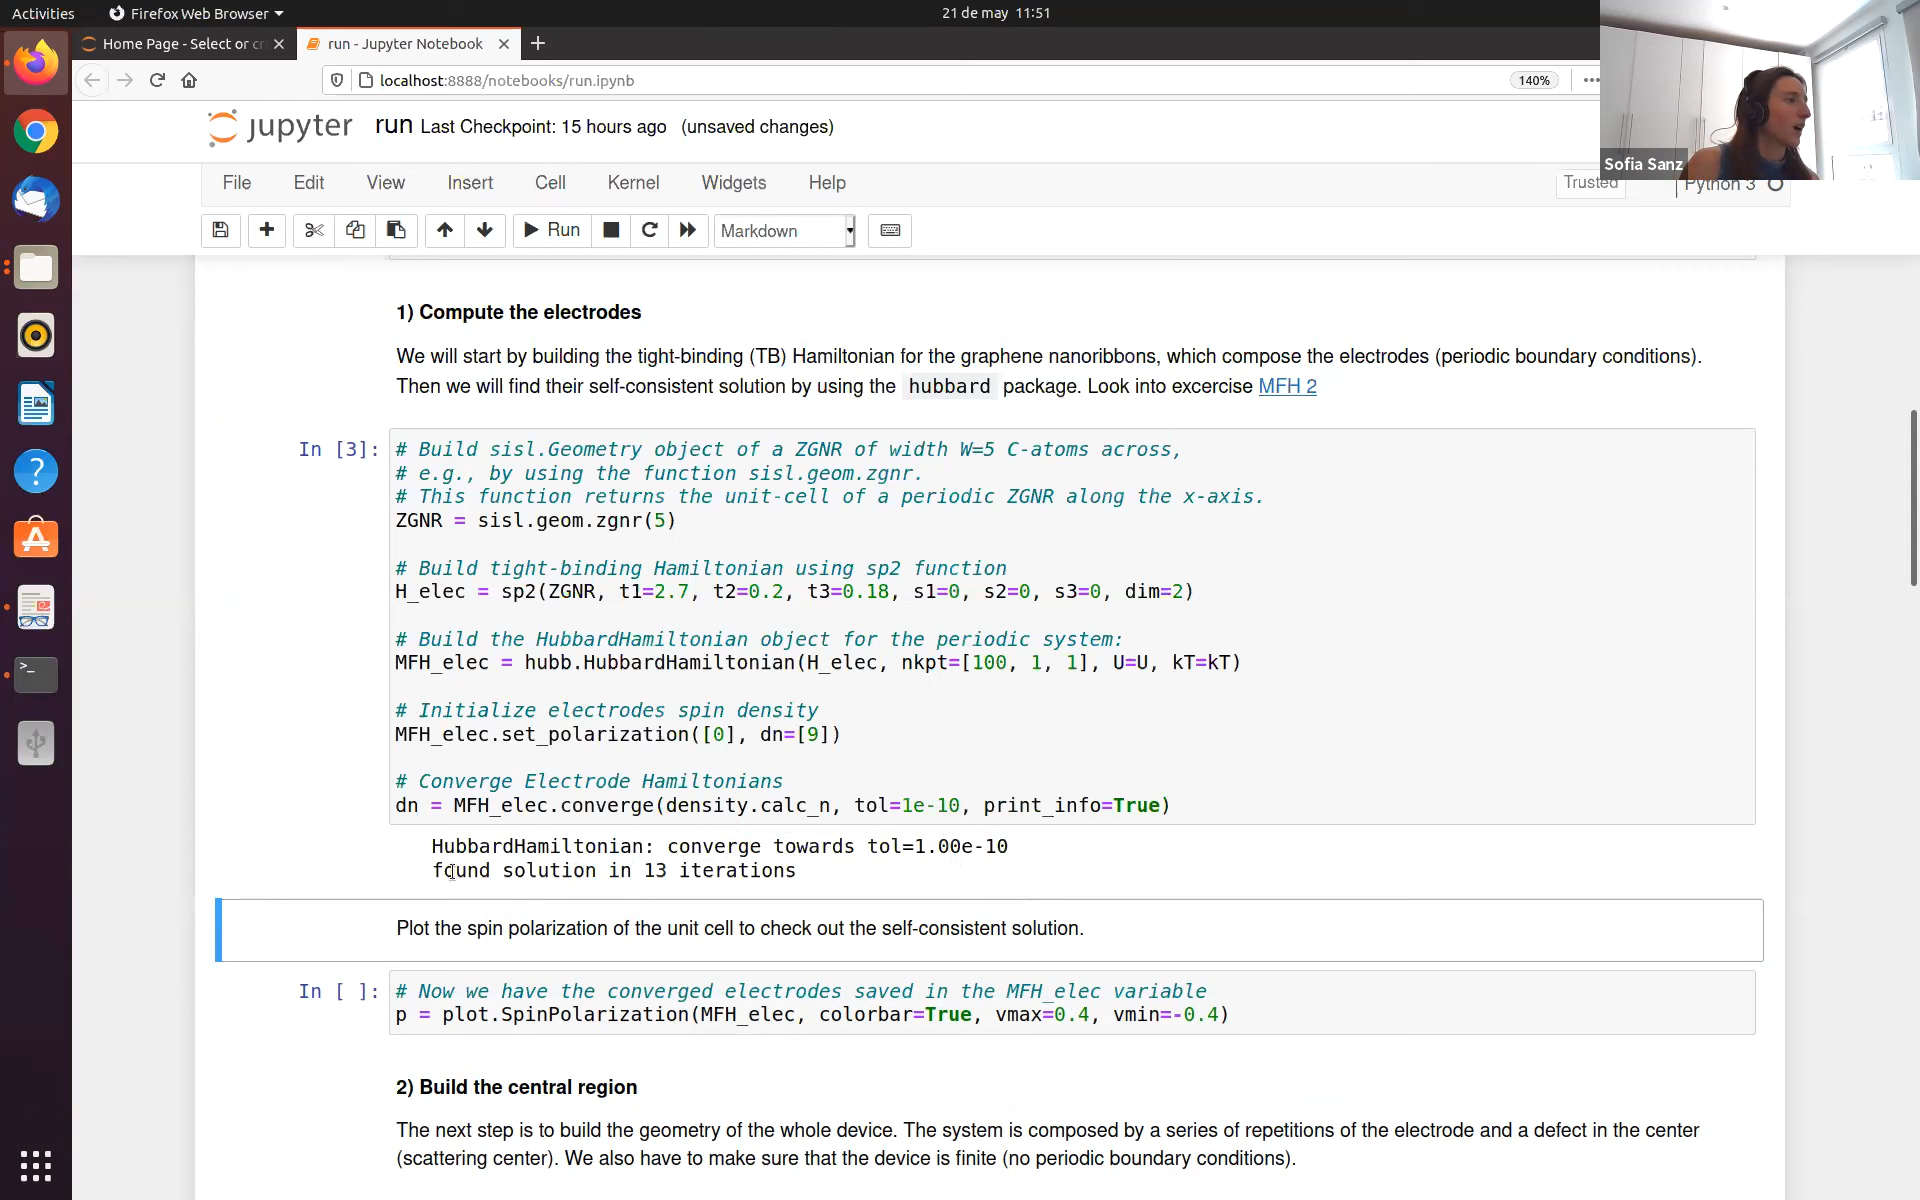 Activities
Firefox Web Browser
21 de may 11:51
Home Page - Select or cr
run - Jupyter Notebook
localhost:8888/notebooks/run.ipynb
140%
jupyter
run Last Checkpoint: 15 hours ago (unsaved changes)
Sofia Sanz
File Edit View Insert Cell Kernel Widgets Help
Trusted
Python 3
Run
Markdown
1) Compute the electrodes
We will start by building the tight-binding (TB) Hamiltonian for the graphene nanoribbons, which compose the electrodes (periodic boundary conditions).
Then we will find their self-consistent solution by using the hubbard package. Look into excercise MFH 2
In [3]:
# Build sisl.Geometry object of a ZGNR of width W=5 C-atoms across,
# e.g., by using the function sisl.geom.zgnr.
# This function returns the unit-cell of a periodic ZGNR along the x-axis.
ZGNR = sisl.geom.zgnr(5)
# Build tight-binding Hamiltonian using sp2 function
H_elec = sp2(ZGNR, t1=2.7, t2=0.2, t3=0.18, s1=0, s2=0, s3=0, dim=2)
# Build the HubbardHamiltonian object for the periodic system:
MFH_elec = hubb.HubbardHamiltonian(H_elec, nkpt=[100, 1, 1], U=U, kT=kT)
# Initialize electrodes spin density
MFH_elec.set_polarization([0], dn=[9])
# Converge Electrode Hamiltonians
dn = MFH_elec.converge(density.calc_n, tol=1e-10, print_info=True)
HubbardHamiltonian: converge towards tol=1.00e-10
found solution in 13 iterations
Plot the spin polarization of the unit cell to check out the self-consistent solution.
In [ ]:
# Now we have the converged electrodes saved in the MFH_elec variable
p = plot.SpinPolarization(MFH_elec, colorbar=True, vmax=0.4, vmin=-0.4)
2) Build the central region
The next step is to build the geometry of the whole device. The system is composed by a series of repetitions of the electrode and a defect in the center
(scattering center). We also have to make sure that the device is finite (no periodic boundary conditions).